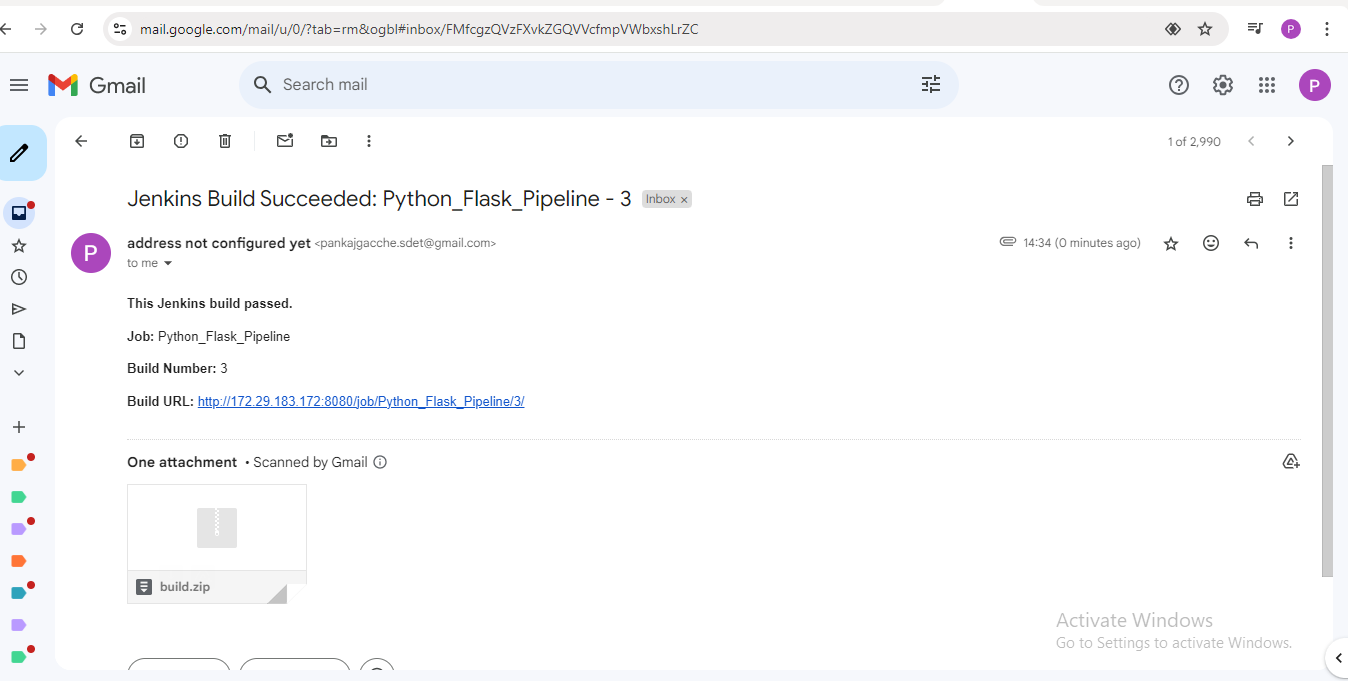 mail.google.com/mail/u/0/?tab=rm&ogbl#inbox/FMfcgzQVzFXvkZGQVVcfmpVWbxshLrZC
P
Gmail
Search mail
P
1 of 2,990
Jenkins Build Succeeded: Python_Flask_Pipeline - 3 Inbox ×
P
address not configured yet <pankajgacche.sdet@gmail.com>
14:34 (0 minutes ago)
to me
This Jenkins build passed.
Job: Python_Flask_Pipeline
Build Number: 3
Build URL: http://172.29.183.172:8080/job/Python_Flask_Pipeline/3/
One attachment • Scanned by Gmail
build.zip
Activate Windows
Go to Settings to activate Windows.